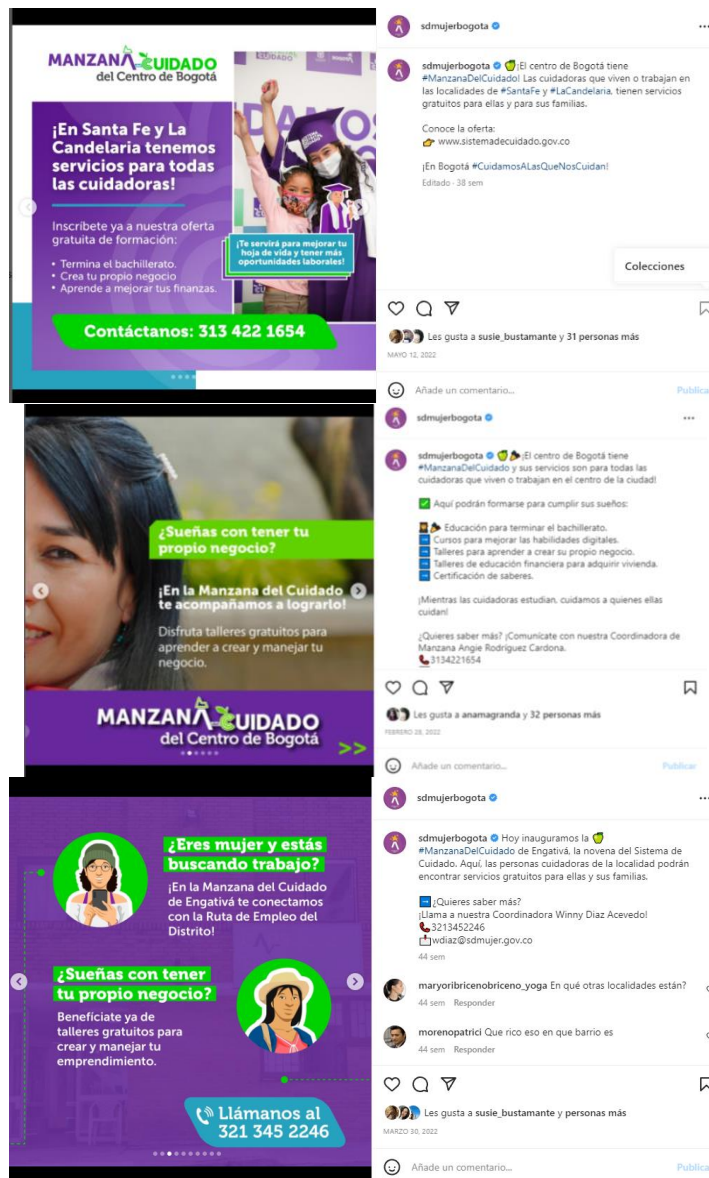 MANZANA CUIDADO
del Centro de Bogotá
¡En Santa Fe y La
Candelaria tenemos
servicios para todas
las cuidadoras!
Inscríbete ya a nuestra oferta
gratuita de formación:
• Termina el bachillerato.
• Crea tu propio negocio
• Aprende a mejorar tus finanzas.
¡Te servirá para mejorar tu
hoja de vida y tener más
oportunidades laborales!
Contáctanos: 313 422 1654
sdmujerbogota
sdmujerbogota ¡El centro de Bogotá tiene
#ManzanaDelCuidado! Las cuidadoras que viven o trabajan en
las localidades de #SantaFe y #LaCandelaria, tienen servicios
gratuitos para ellas y para sus familias.
Conoce la oferta:
👉 www.sistemadecuidado.gov.co
¡En Bogotá #CuidamosALasQueNosCuidan!
Editado · 38 sem
Colecciones
Les gusta a susie_bustamante y 31 personas más
MAYO 12, 2022
Añade un comentario...
Publica
¿Sueñas con tener tu
propio negocio?
¡En la Manzana del Cuidado
te acompañamos a lograrlo!
Disfruta talleres gratuitos para
aprender a crear y manejar tu
negocio.
MANZANA CUIDADO
del Centro de Bogotá
>>
sdmujerbogota
sdmujerbogota ¡El centro de Bogotá tiene
#ManzanaDelCuidado y sus servicios son para todas las
cuidadoras que viven o trabajan en el centro de la ciudad!
✅ Aquí podrán formarse para cumplir sus sueños:
Educación para terminar el bachillerato.
➡ Cursos para mejorar las habilidades digitales.
➡ Talleres para aprender a crear su propio negocio.
➡ Talleres de educación financiera para adquirir vivienda.
➡ Certificación de saberes.
¡Mientras las cuidadoras estudian, cuidamos a quienes ellas
cuidan!
¿Quieres saber más? ¡Comunícate con nuestra Coordinadora de
Manzana Angie Rodríguez Cardona.
📞3134221654
Les gusta a anamagranda y 32 personas más
FEBRERO 28, 2022
Añade un comentario...
Publicar
¿Eres mujer y estás
buscando trabajo?
¡En la Manzana del Cuidado
de Engativá te conectamos
con la Ruta de Empleo del
Distrito!
¿Sueñas con tener
tu propio negocio?
Benefíciate ya de
talleres gratuitos para
crear y manejar tu
emprendimiento.
Llámanos al
321 345 2246
sdmujerbogota
sdmujerbogota Hoy inauguramos la 🍏
#ManzanaDelCuidado de Engativá, la novena del Sistema de
Cuidado. Aquí, las personas cuidadoras de la localidad podrán
encontrar servicios gratuitos para ellas y sus familias.
➡ ¿Quieres saber más?
¡Llama a nuestra Coordinadora Winny Diaz Acevedo!
📞3213452246
📩wdiaz@sdmujer.gov.co
44 sem
maryoribricenobriceno_yoga En qué otras localidades están?
44 sem Responder
morenopatrici Que rico eso en que barrio es
44 sem Responder
Les gusta a susie_bustamante y personas más
MARZO 30, 2022
Añade un comentario...
Publica